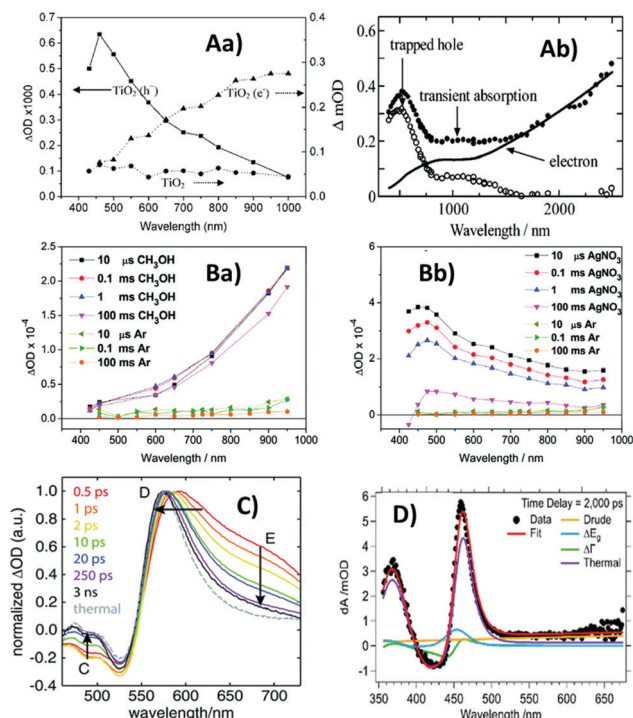 Aa)
0.7
0.6
0.5
0.4
0.3
0.2
0.1
0.0
ΔOD x1000
TiO₂ (h⁻)
TiO₂ (e⁻)
TiO₂
0.4
0.3
0.2
0.1
0.0
ΔOD x1000
400 500 600 700 800 900 1000
Wavelength (nm)
Ab)
0.6
0.4
0.2
0.0
Δ mOD
trapped hole
transient absorption
electron
1000 2000
Wavelength / nm
Ba)
2.5
2.0
1.5
1.0
0.5
0.0
ΔOD x 10⁻⁴
10 μs CH₃OH
0.1 ms CH₃OH
1 ms CH₃OH
100 ms CH₃OH
10 μs Ar
0.1 ms Ar
100 ms Ar
400 500 600 700 800 900 1000
Wavelength / nm
Bb)
6
4
2
0
ΔOD x 10⁻⁴
10 μs AgNO₃
0.1 ms AgNO₃
1 ms AgNO₃
100 ms AgNO₃
10 μs Ar
0.1 ms Ar
100 ms Ar
400 500 600 700 800 900 1000
Wavelength / nm
C)
1.0
0.8
0.6
0.4
0.2
0.0
-0.2
-0.4
normalized ΔOD (a.u.)
0.5 ps
1 ps
2 ps
10 ps
20 ps
250 ps
3 ns
thermal
D
E
C
500 550 600 650 700
wavelength/nm
D)
6
5
4
3
2
1
0
-1
dA /mOD
Time Delay = 2,000 ps
Data
Fit
Drude
ΔEg
ΔΓ
Thermal
350 400 450 500 550 600 650
Wavelength /nm